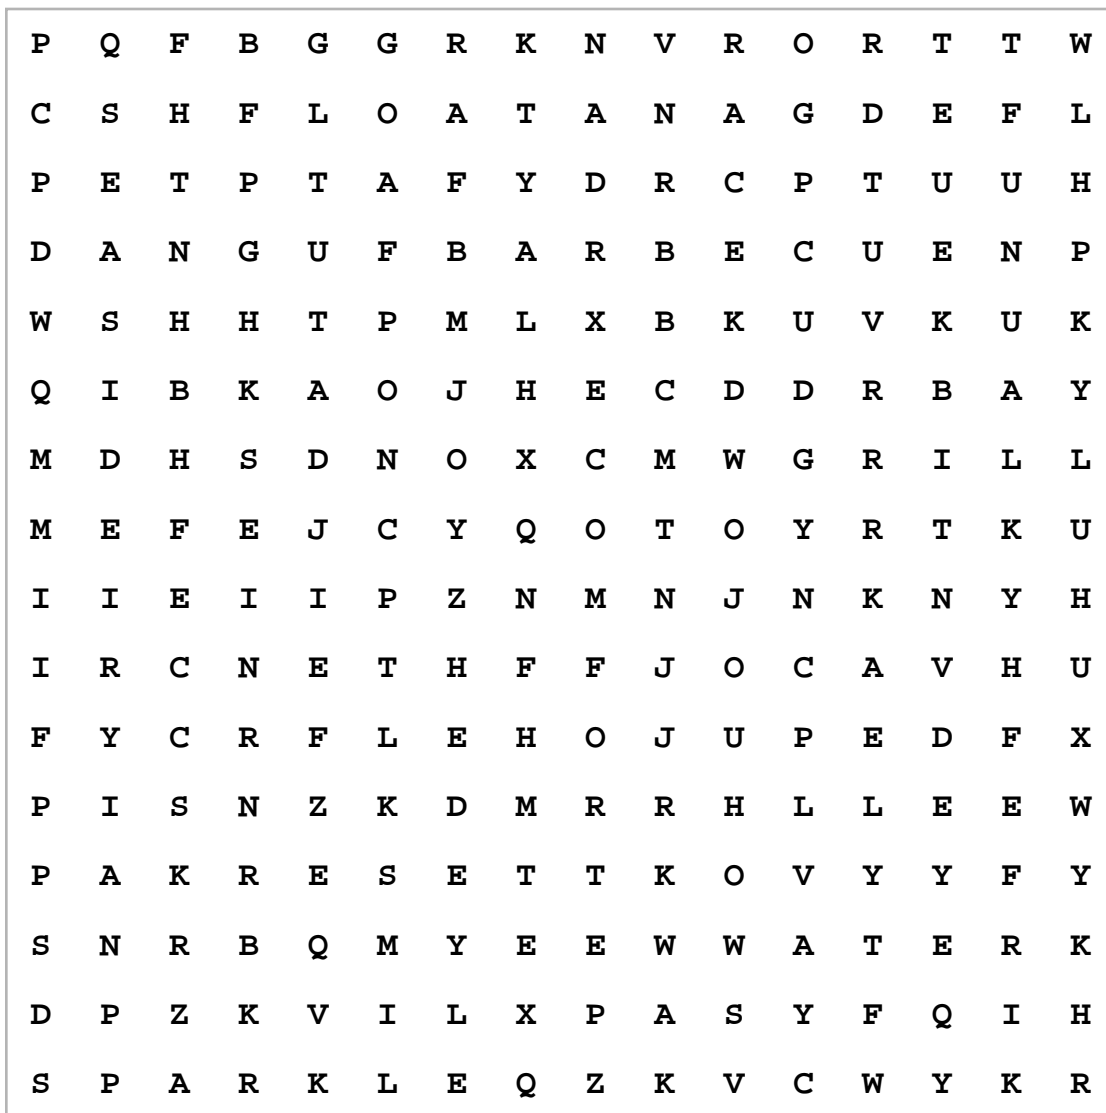 P Q F B G G R K N V R O R T T W
C S H F L O A T A N A G D E F L
P E T P T A F Y D R C P T U U H
D A N G U F B A R B E C U E N P
W S H H T P M L X B K U V K U K
Q I B K A O J H E C D D R B A Y
M D H S D N O X C M W G R I L L
M E F E J C Y Q O T O Y R T K U
I I E I I P Z N M N J N K N Y H
I R C N E T H F F J O C A V H U
F Y C R F L E H O J U P E D F X
P I S N Z K D M R R H L L E E W
P A K R E S E T T K O V Y Y F Y
S N R B Q M Y E E W W A T E R K
D P Z K V I L X P A S Y F Q I H
S P A R K L E Q Z K V C W Y K R